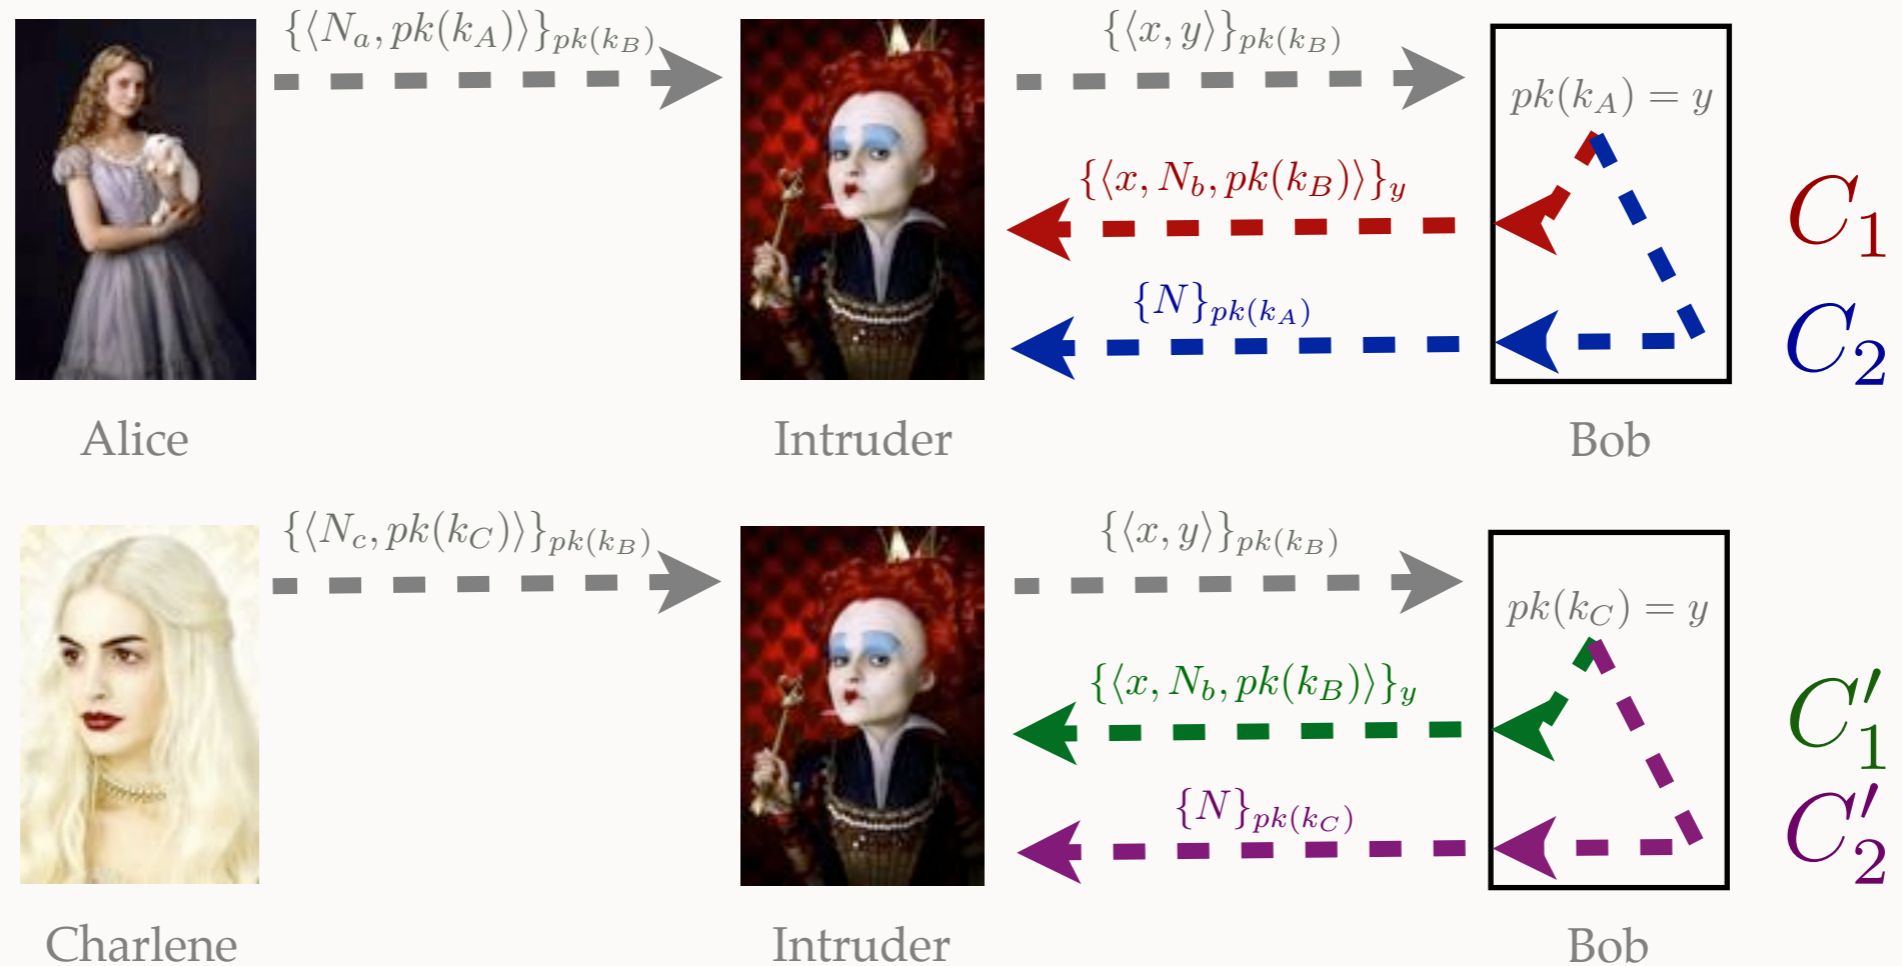 {⟨N_a, pk(k_A)⟩}_{pk(k_B)}
{⟨x, y⟩}_{pk(k_B)}
pk(k_A) = y
{⟨x, N_b, pk(k_B)⟩}_y
C_1
{N}_{pk(k_A)}
C_2
Alice
Intruder
Bob
{⟨N_c, pk(k_C)⟩}_{pk(k_B)}
{⟨x, y⟩}_{pk(k_B)}
pk(k_C) = y
{⟨x, N_b, pk(k_B)⟩}_y
C'_1
{N}_{pk(k_C)}
C'_2
Charlene
Intruder
Bob